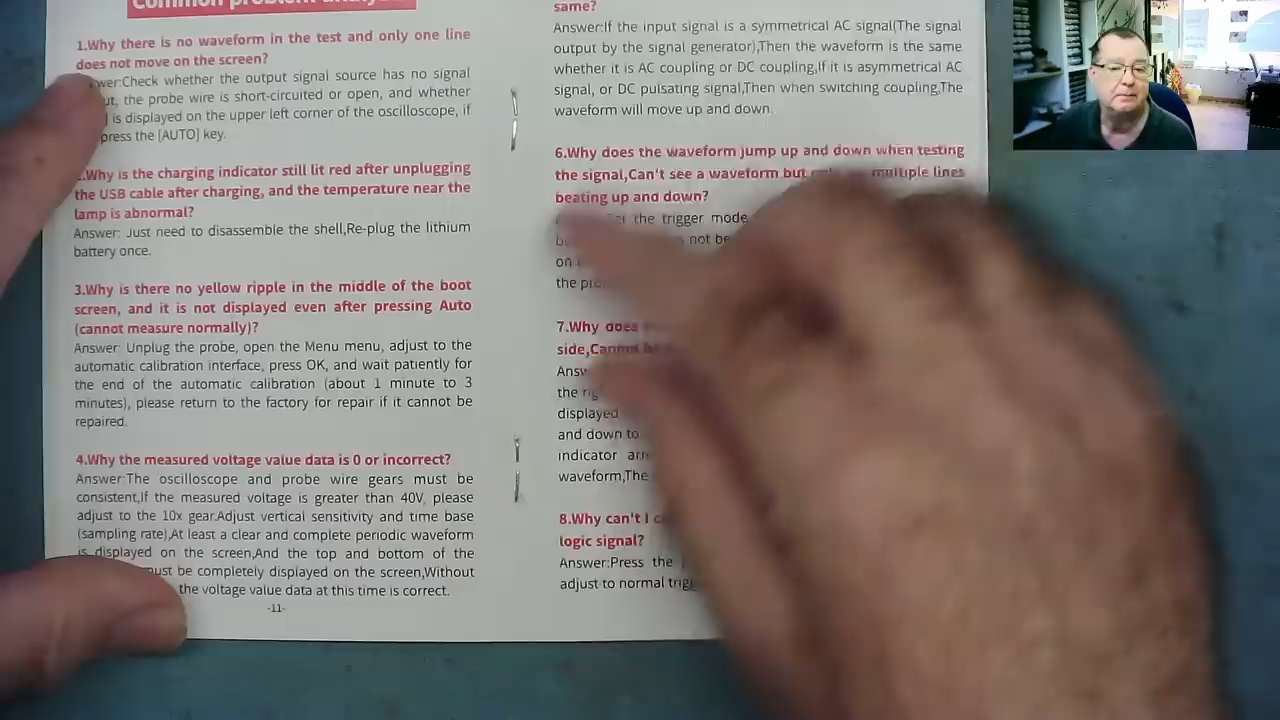 Common problem analysis
1.Why there is no waveform in the test and only one line
does not move on the screen?
wer:Check whether the output signal source has no signal
ut, the probe wire is short-circuited or open, and whether
] is displayed on the upper left corner of the oscilloscope, if
press the [AUTO] key.
.Why is the charging indicator still lit red after unplugging
the USB cable after charging, and the temperature near the
lamp is abnormal?
Answer: Just need to disassemble the shell,Re-plug the lithium
battery once.
3.Why is there no yellow ripple in the middle of the boot
screen, and it is not displayed even after pressing Auto
(cannot measure normally)?
Answer: Unplug the probe, open the Menu menu, adjust to the
automatic calibration interface, press OK, and wait patiently for
the end of the automatic calibration (about 1 minute to 3
minutes), please return to the factory for repair if it cannot be
repaired.
4.Why the measured voltage value data is 0 or incorrect?
Answer:The oscilloscope and probe wire gears must be
consistent,If the measured voltage is greater than 40V, please
adjust to the 10x gear.Adjust vertical sensitivity and time base
(sampling rate),At least a clear and complete periodic waveform
is displayed on the screen,And the top and bottom of the
must be completely displayed on the screen,Without
the voltage value data at this time is correct.
-11-
same?
Answer:If the input signal is a symmetrical AC signal(The signal
output by the signal generator),Then the waveform is the same
whether it is AC coupling or DC coupling,If it is asymmetrical AC
signal, or DC pulsating signal,Then when switching coupling,The
waveform will move up and down.
6.Why does the waveform jump up and down when testing
the signal,Can't see a waveform but multiple lines
beating up and down?
the trigger mode
not be
on
the
7.Why does
side,Cannot
Answ
the
displayed
and down to
indicator
waveform,The
8.Why can't I
logic signal?
Answer:Press the
adjust to normal